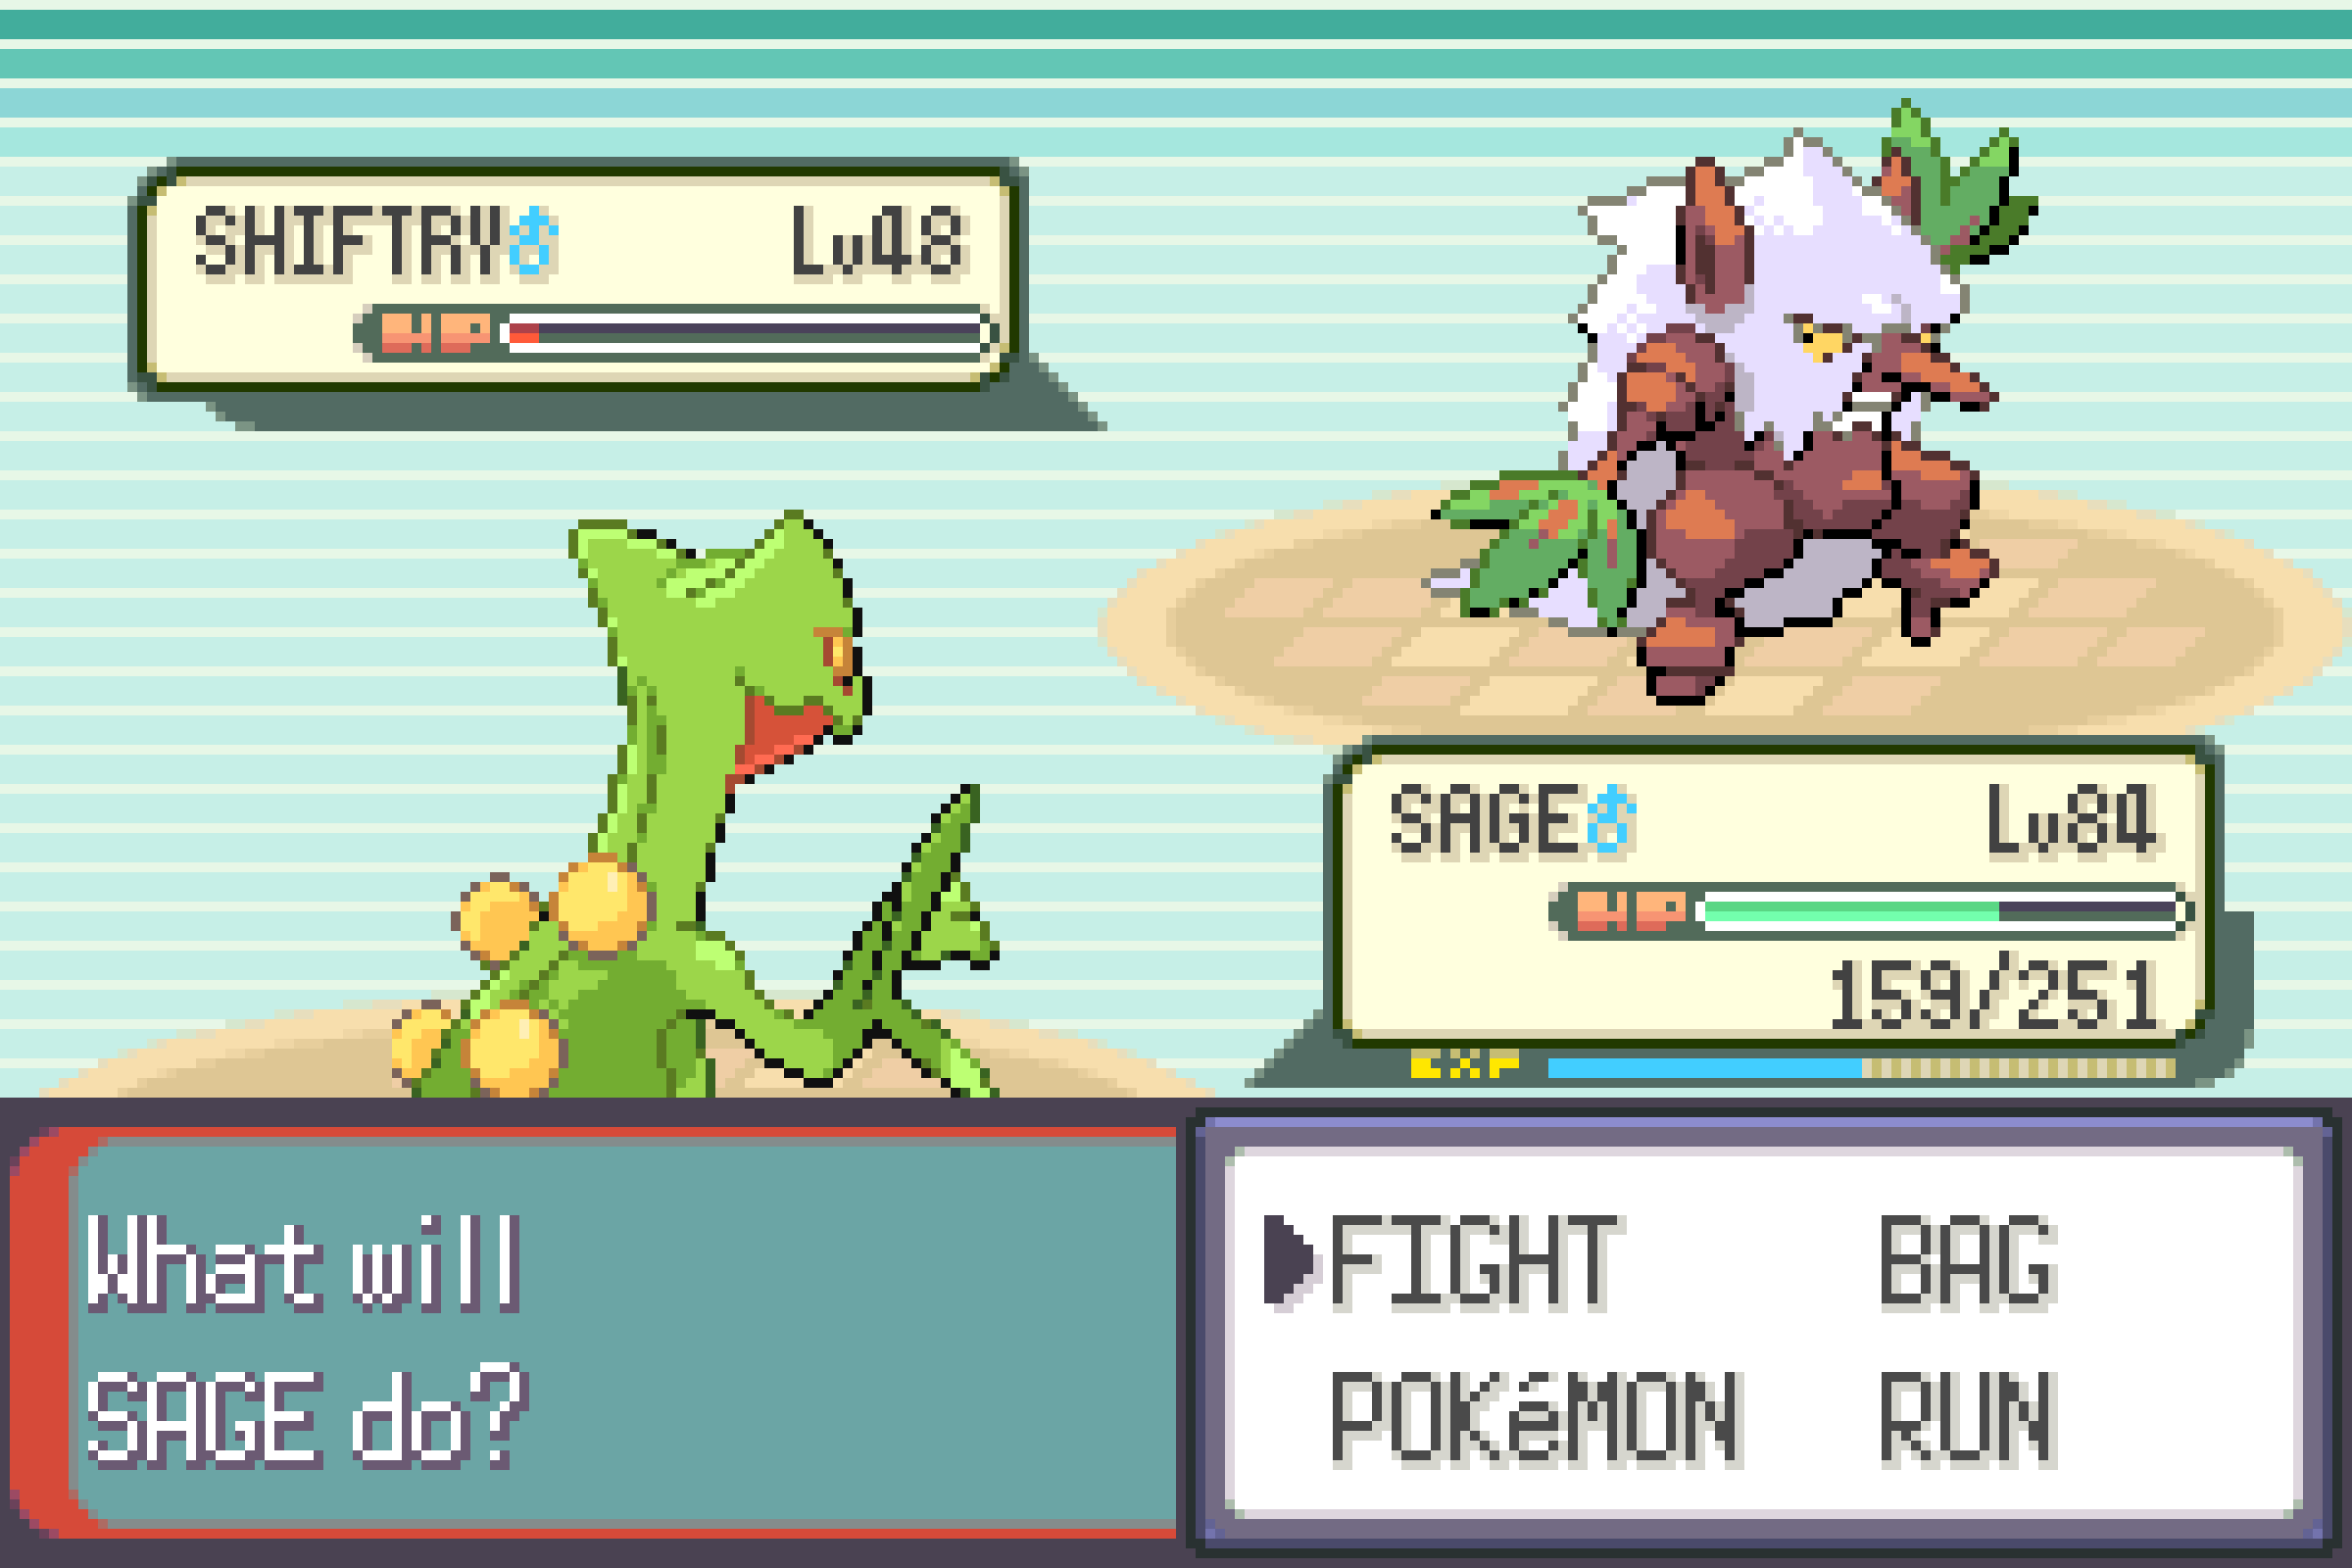 SHIFTRY♂ Lv48
HP
SAGE♂ Lv84
HP
159/251
EXP
What will
SAGE do?
FIGHT BAG
POKéMON RUN